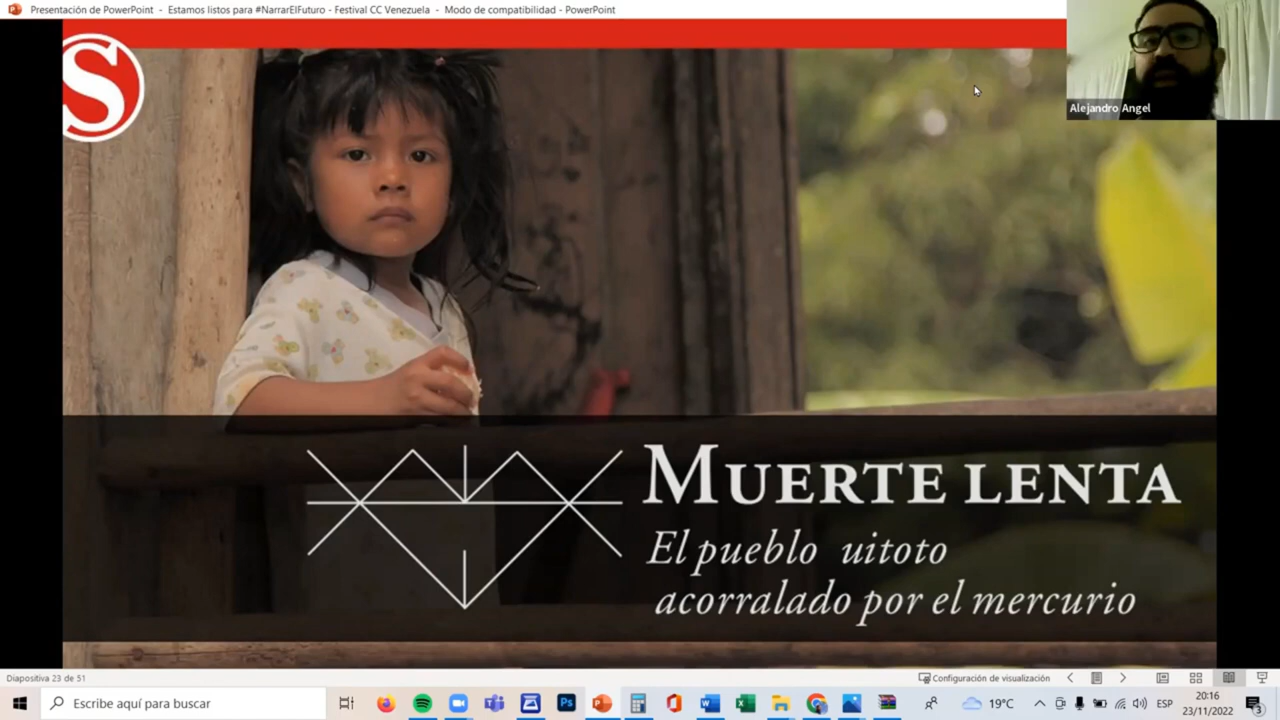 Presentación de PowerPoint - Estamos listos para #NarrarElFuturo - Festival CC Venezuela - Modo de compatibilidad - PowerPoint
S
Alejandro Angel
MUERTE LENTA
El pueblo uitoto
acorralado por el mercurio
Diapositiva 23 de 51
Configuración de visualización
Escribe aquí para buscar
19°C
ESP
20:16
23/11/2022
3